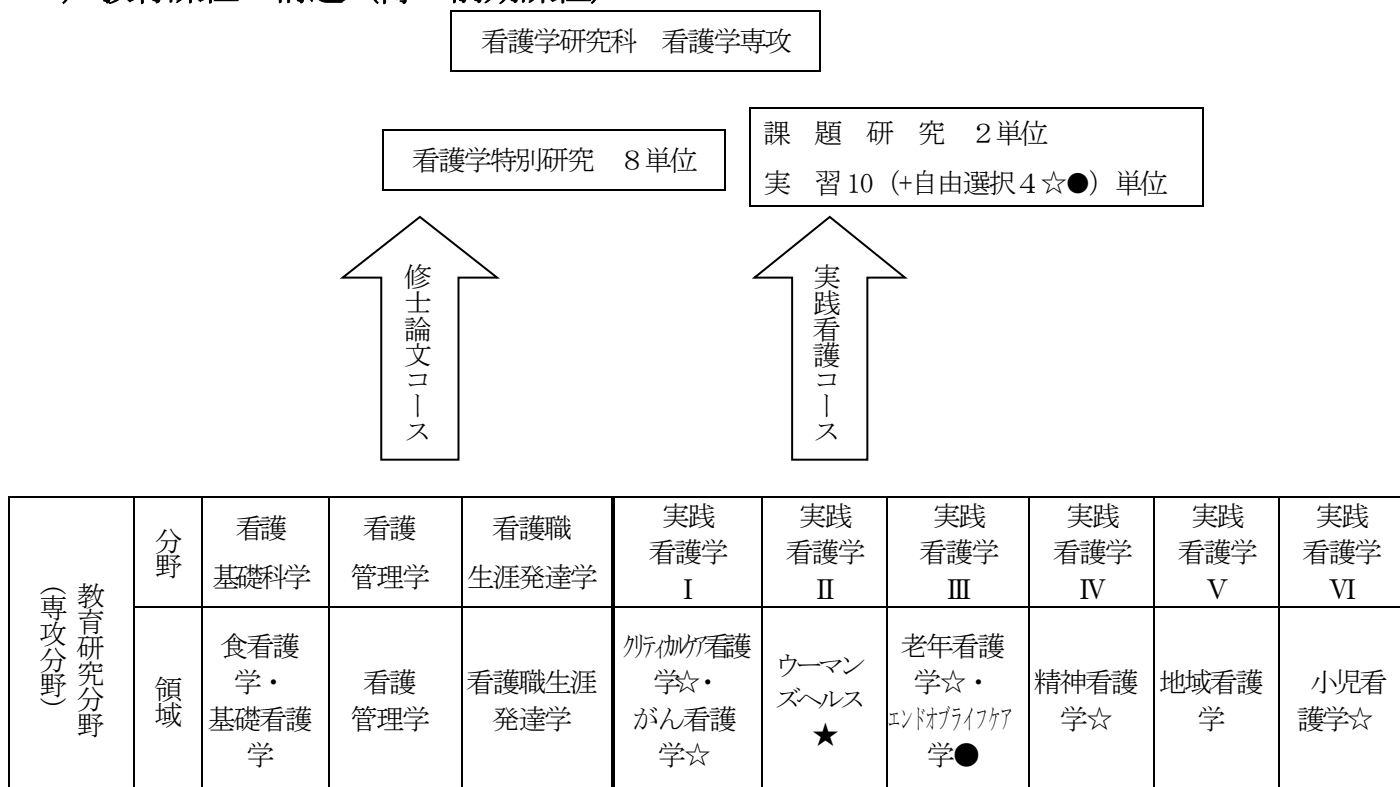 看護学研究科　看護学専攻
看護学特別研究　８単位
課　題　研　究　２単位
実　習10（+自由選択４☆●）単位
修士論文コース
実践看護コース
教育研究分野
（専攻分野）
分野
看護
基礎科学
看護
管理学
看護職
生涯発達学
実践
看護学
Ⅰ
実践
看護学
Ⅱ
実践
看護学
Ⅲ
実践
看護学
Ⅳ
実践
看護学
Ⅴ
実践
看護学
Ⅵ
領域
食看護
学・
基礎看護
学
看護
管理学
看護職生涯
発達学
ｸﾘﾃｨｶﾙｹｱ看護
学☆・
がん看護
学☆
ウーマン
ズヘルス
★
老年看護
学☆・
ｴﾝﾄﾞｵﾌﾞﾗｲﾌｹｱ
学●
精神看護
学☆
地域看護
学
小児看
護学☆